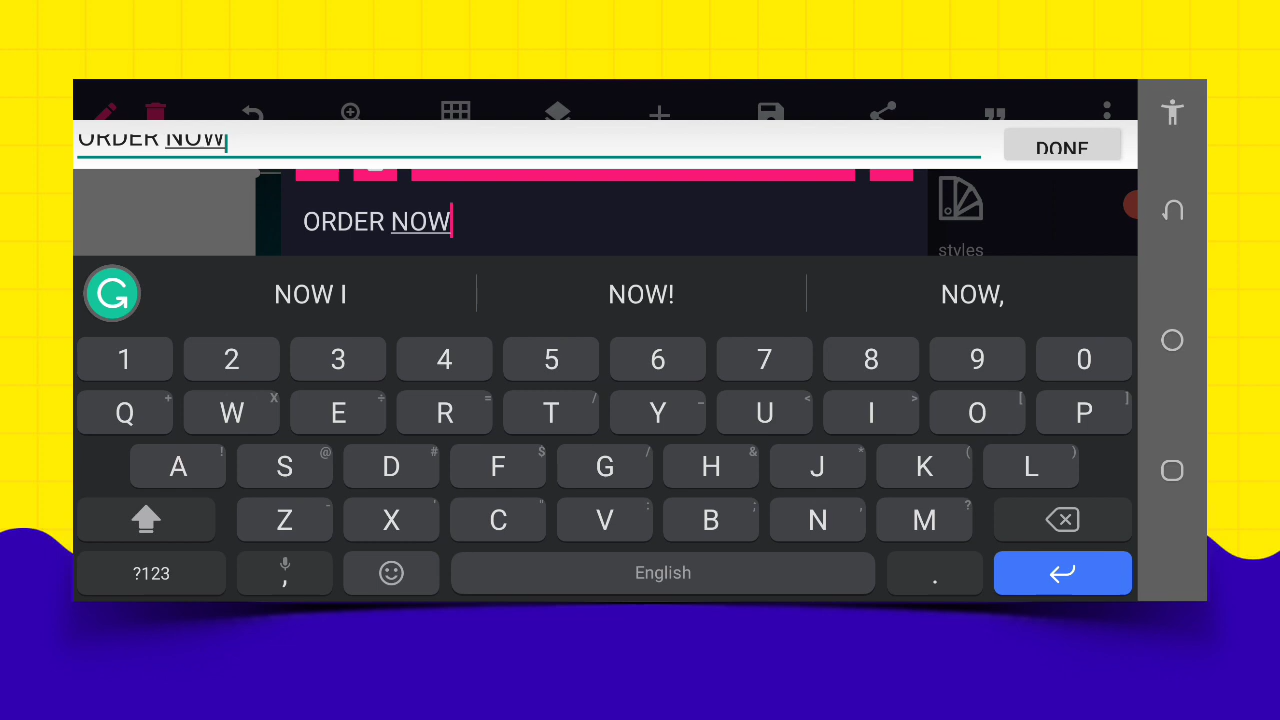 ORDER NOW
DONE
ORDER NOW
styles
NOW I NOW! NOW,
1 2 3 4 5 6 7 8 9 0
Q + W X E ÷ R = T / Y _ U < I > O [ P ]
A ! S @ D # F $ G / H & J * K ( L )
Z - X ' C " V : B ; N , M ?
?123 , English .